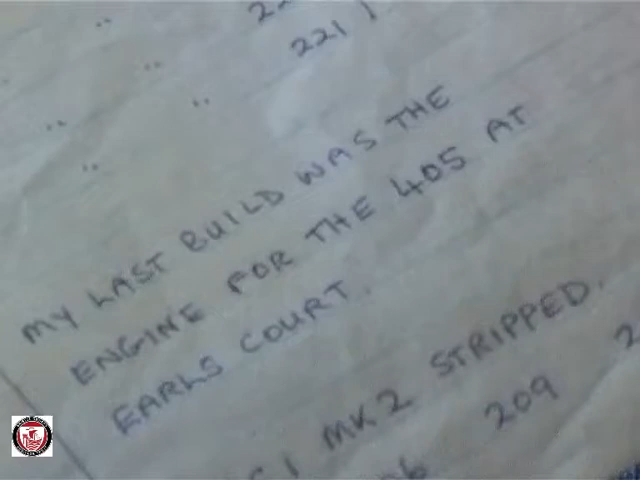 221
MY LAST BUILD WAS THE
ENGINE FOR THE 405 AT
EARLS COURT.
MK2 STRIPPED.
209